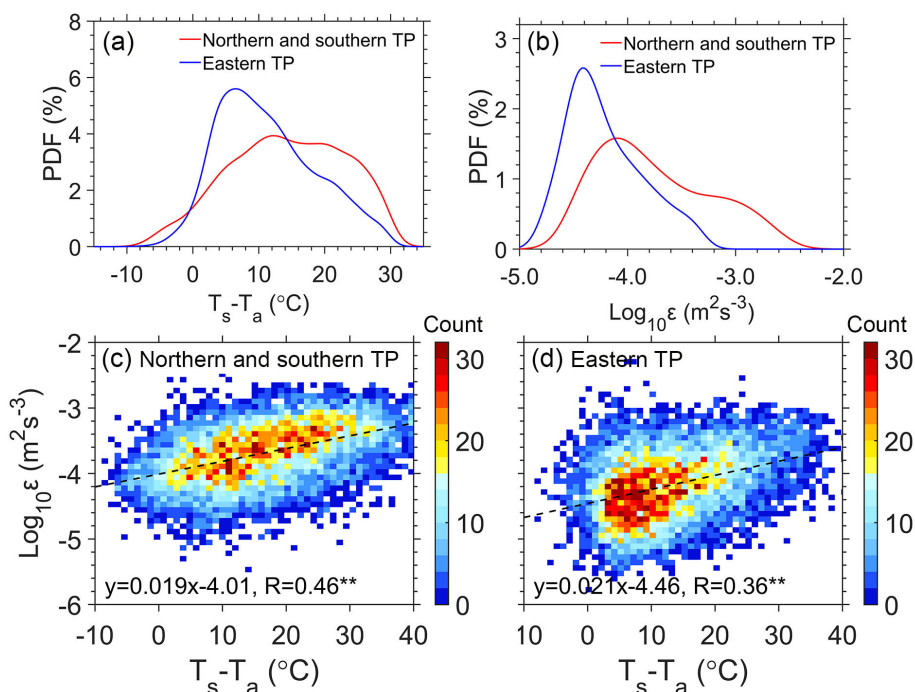 (a)
Northern and southern TP
Eastern TP
PDF (%)
8
6
4
2
0
-10 0 10 20 30
Tₛ-Tₐ (°C)
(b)
Northern and southern TP
Eastern TP
PDF (%)
3
2
1
0
-5.0 -4.0 -3.0 -2.0
Log₁₀ε (m²s⁻³)
(c) Northern and southern TP
Log₁₀ε (m²s⁻³)
-2
-3
-4
-5
-6
y=0.019x-4.01, R=0.46**
-10 0 10 20 30 40
Tₛ-Tₐ (°C)
Count
30
20
10
0
(d) Eastern TP
y=0.021x-4.46, R=0.36**
10 0 10 20 30 40
Tₛ-Tₐ (°C)
Count
30
20
10
0